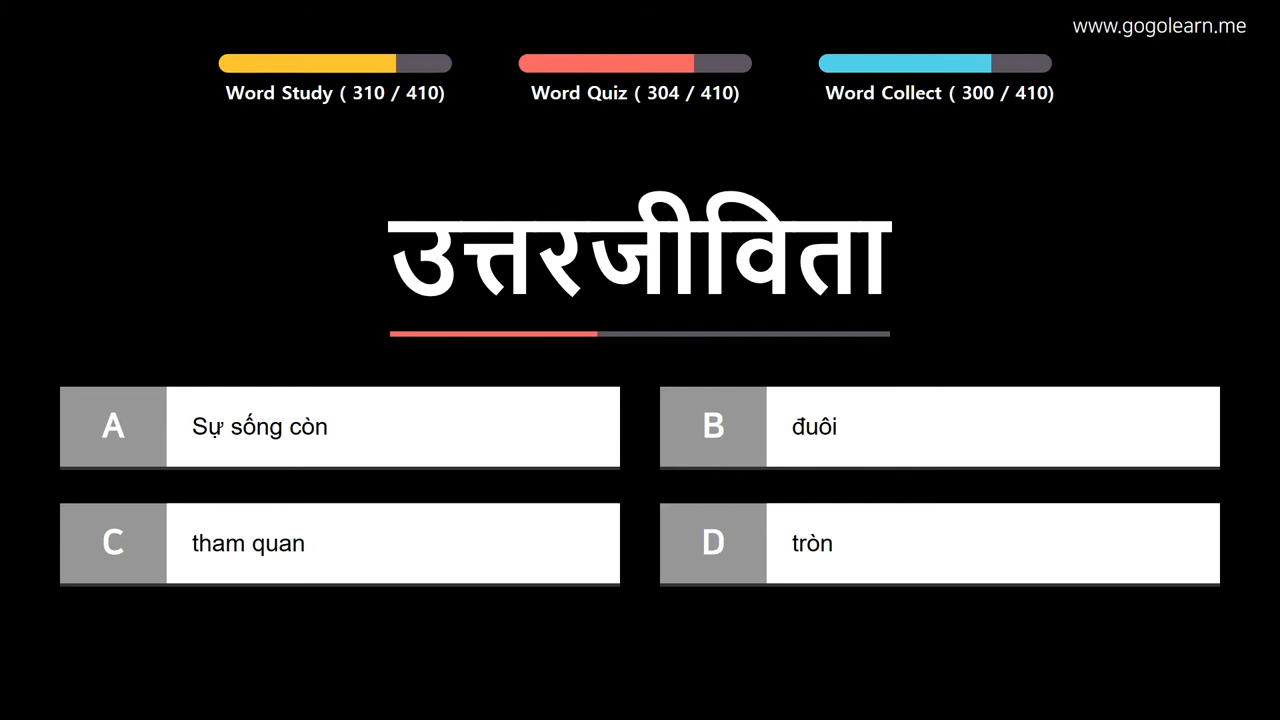 www.gogolearn.me
Word Study ( 310 / 410)
Word Quiz ( 304 / 410)
Word Collect ( 300 / 410)
उत्तरजीविता
A
Sự sống còn
B
đuôi
C
tham quan
D
tròn